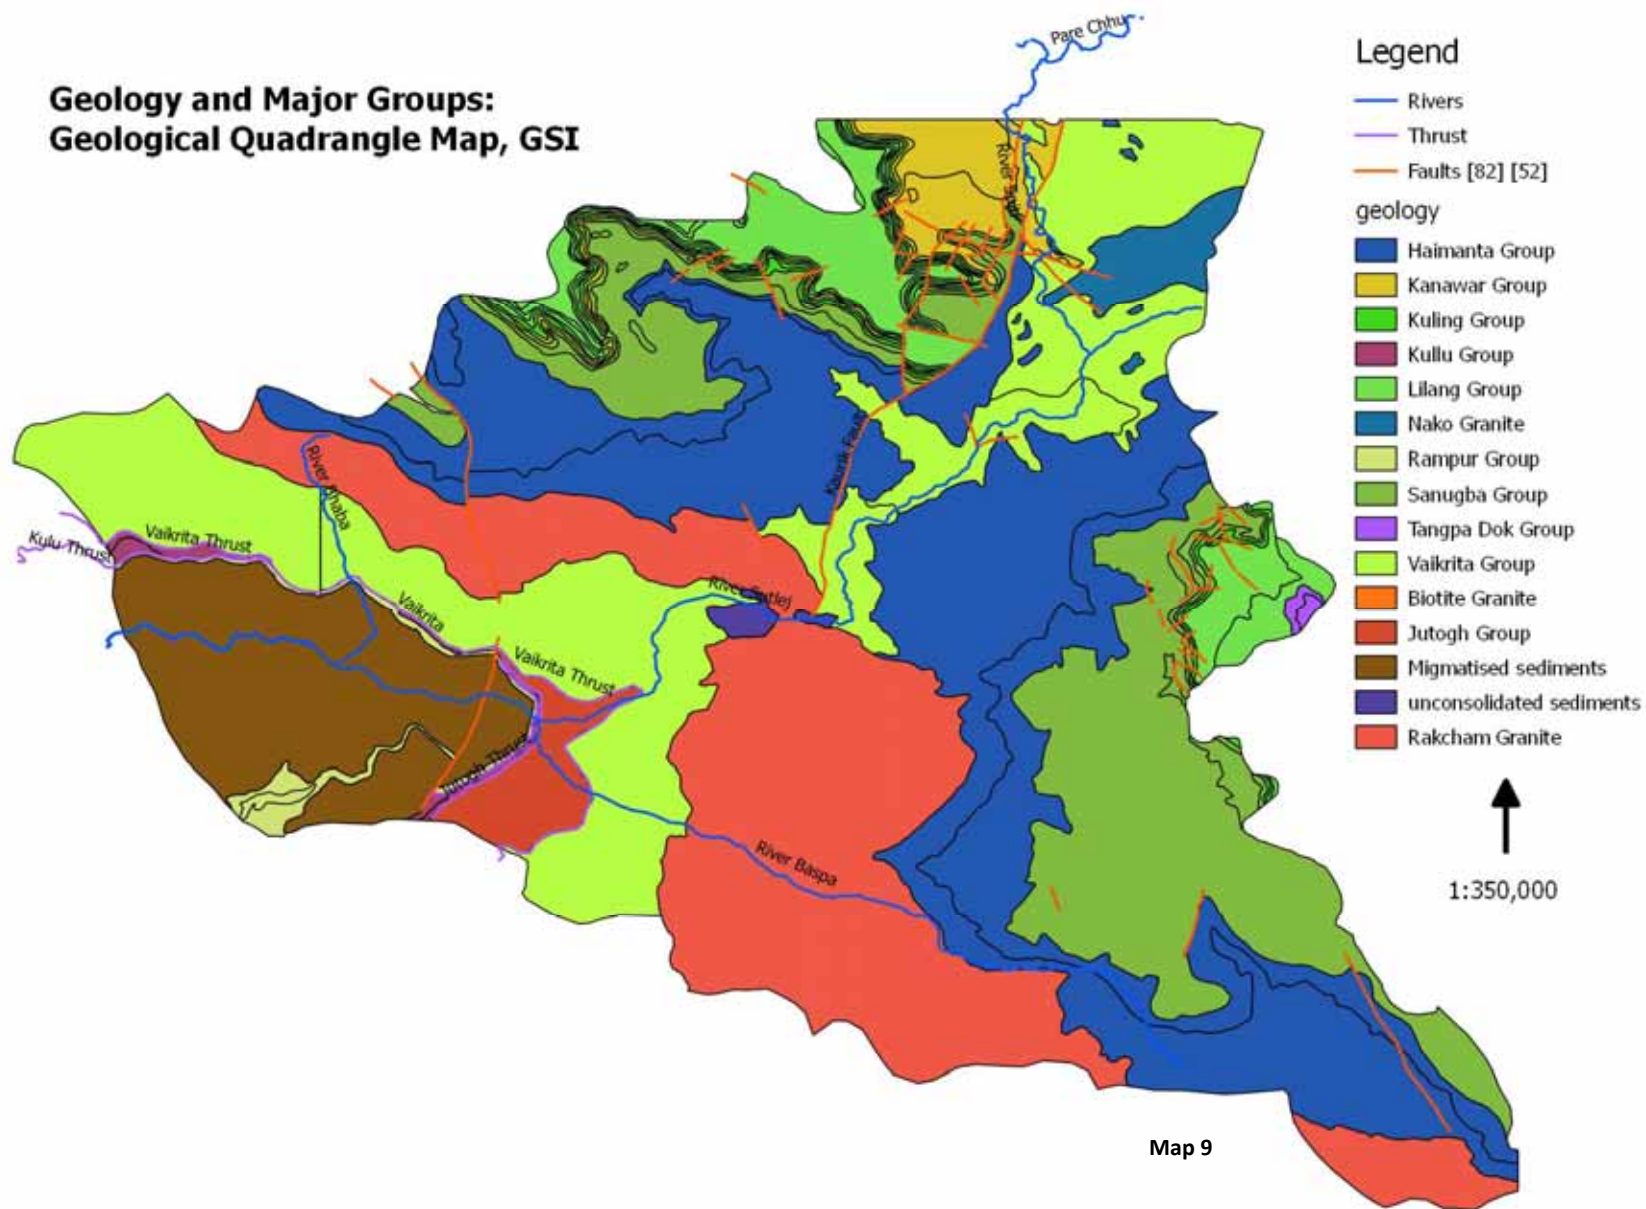 Pare Chhu
Geology and Major Groups:
Geological Quadrangle Map, GSI
Legend
Rivers
Thrust
Faults [82] [52]
geology
Haimanta Group
Kanawar Group
Kuling Group
Kullu Group
Lilang Group
Nako Granite
Rampur Group
Sanugba Group
Tangpa Dok Group
Vaikrita Group
Biotite Granite
Jutogh Group
Migmatised sediments
unconsolidated sediments
Rakcham Granite
1:350,000
River Spiti
Kaurik Fault
River Bhaba
Kulu Thrust
Vaikrita Thrust
Vaikrita
Vaikrita Thrust
River Sutlej
Jutogh Thrust
River Baspa
Map 9